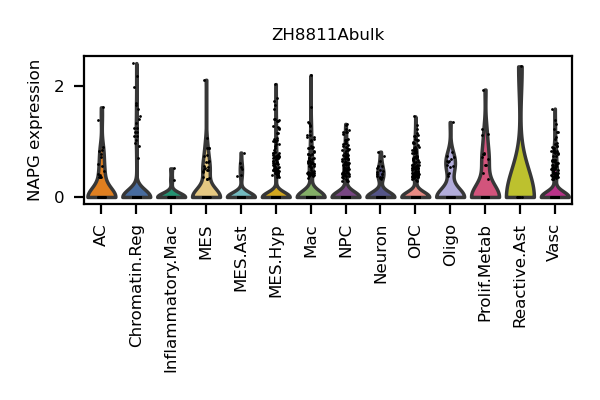 ZH8811Abulk
NAPG expression
2
0
AC
Chromatin.Reg
Inflammatory.Mac
MES
MES.Ast
MES.Hyp
Mac
NPC
Neuron
OPC
Oligo
Prolif.Metab
Reactive.Ast
Vasc